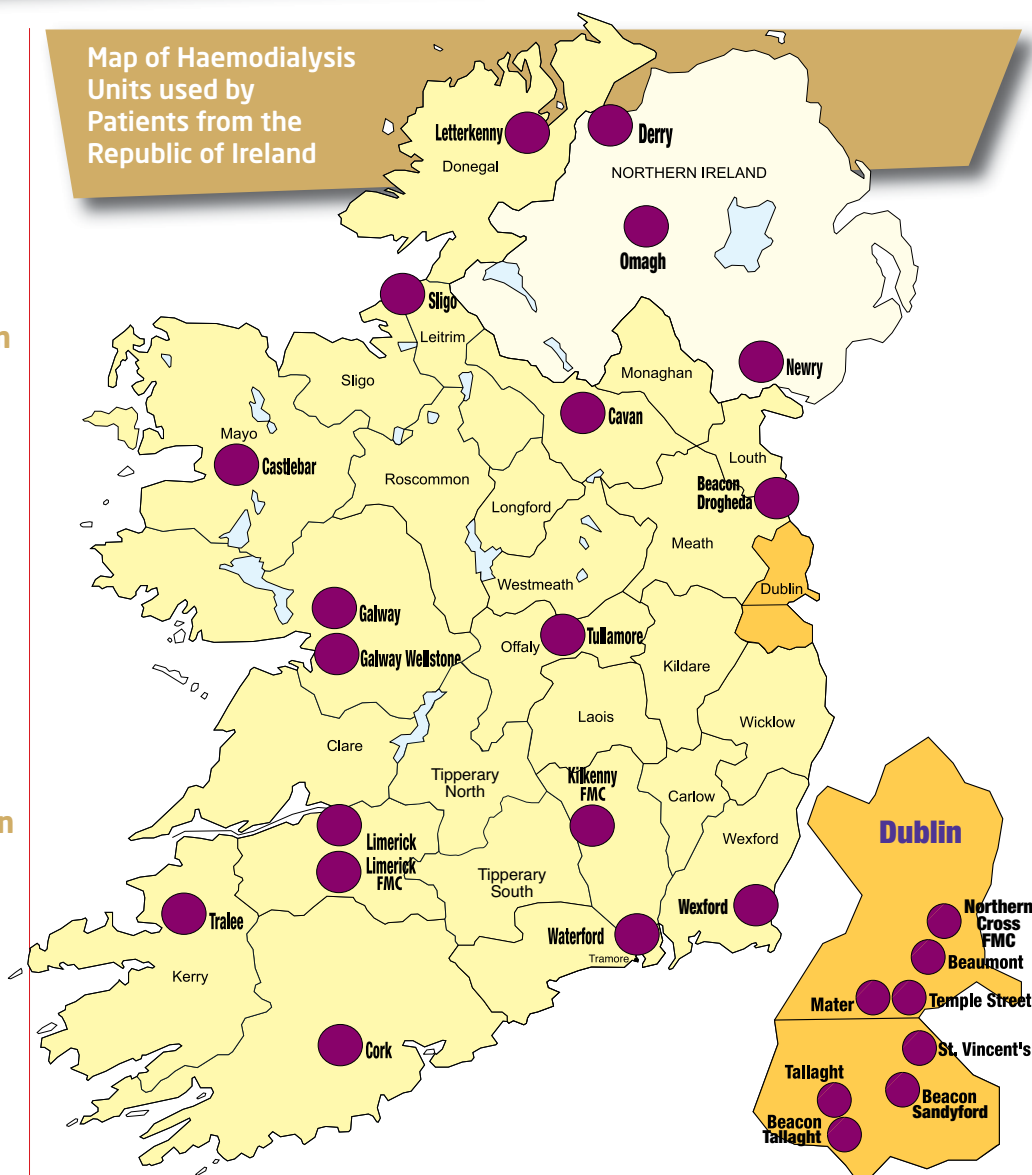 Map of Haemodialysis
Units used by
Patients from the
Republic of Ireland
Letterkenny
Derry
Donegal
NORTHERN IRELAND
Omagh
Sligo
n
Leitrim
Newry
Monaghan
Sligo
Cavan
Mayo
Louth
Castlebar
Roscommon
Beacon
Drogheda
Longford
Meath
Westmeath
Dublin
Galway
Tullamore
Offaly
Galway Wellstone
Kildare
Laois
Wicklow
Clare
Tipperary
North
Kilkenny
FMC
Carlow
n
Limerick
Wexford
Dublin
Limerick
FMC
Tipperary
South
Tralee
Wexford
Northern
Cross
FMC
Waterford
Tramore
Beaumont
Kerry
Mater
Temple Street
Cork
St. Vincent's
Tallaght
Beacon
Sandyford
Beacon
Tallaght